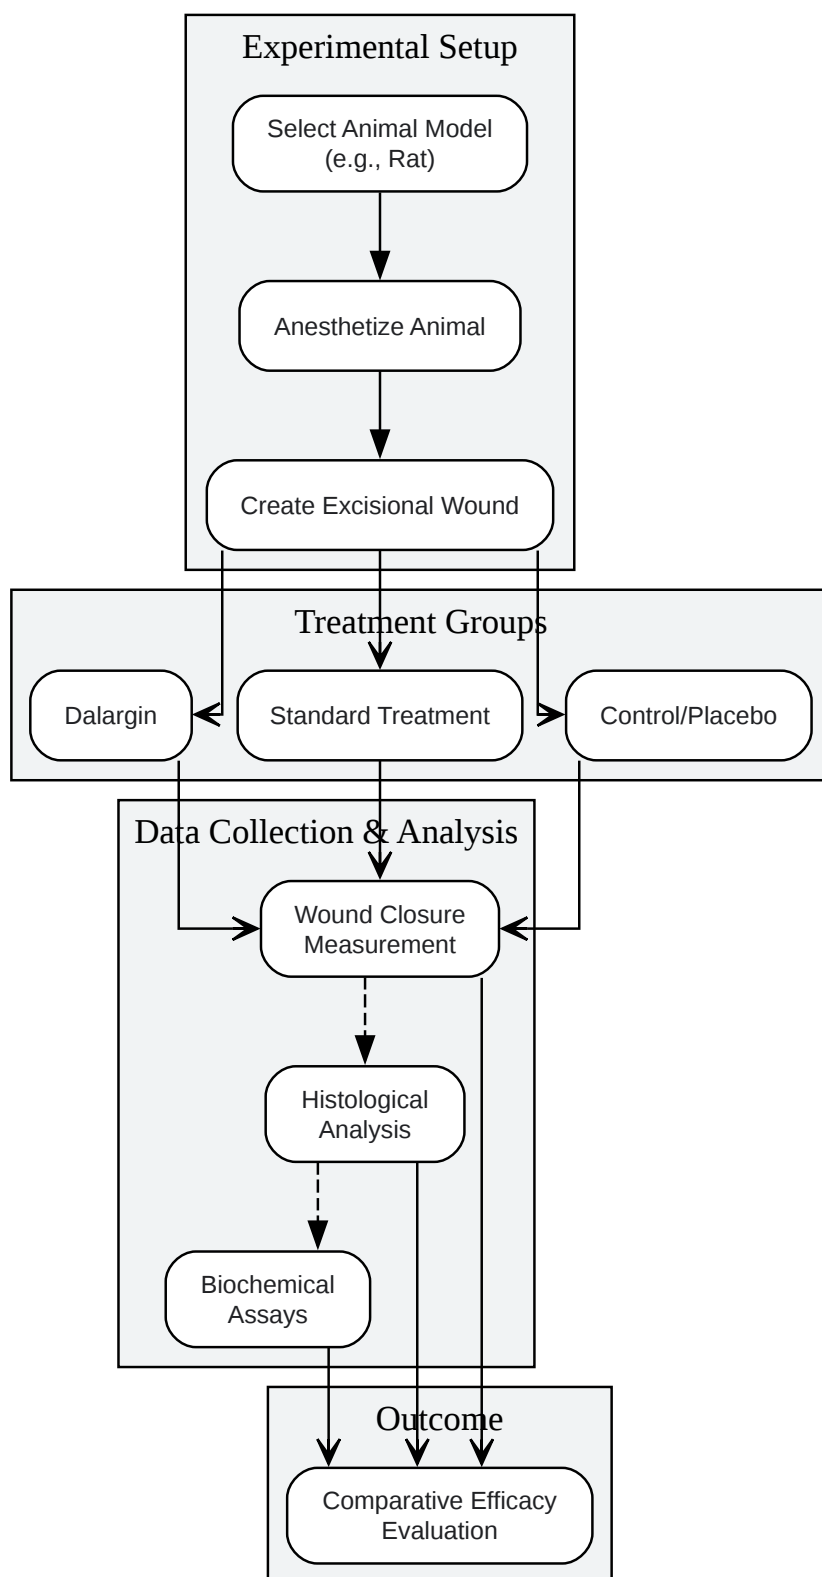 Experimental Setup
Select Animal Model
(e.g., Rat)
Anesthetize Animal
Create Excisional Wound
Treatment Groups
Dalargin
Standard Treatment
Control/Placebo
Data Collection & Analysis
Wound Closure
Measurement
Histological
Analysis
Biochemical
Assays
Outcome
Comparative Efficacy
Evaluation